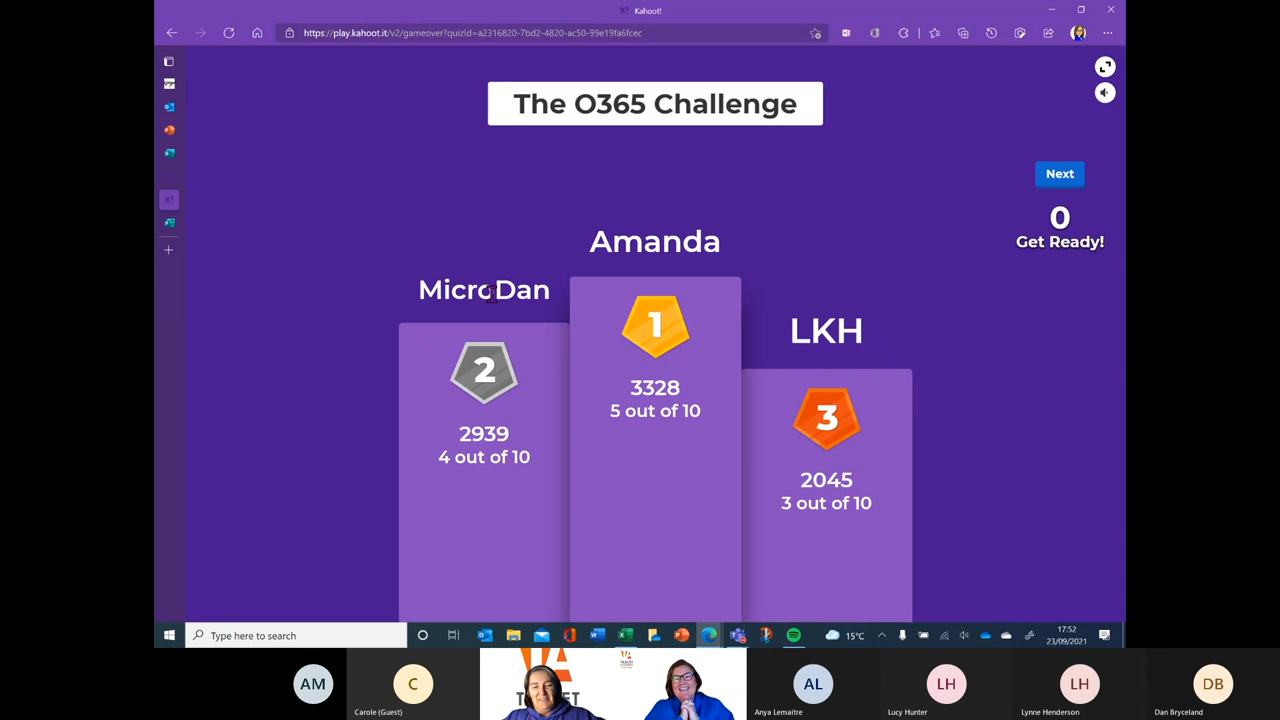 Kahoot!
https://play.kahoot.it/v2/gameover?quizId=a2316820-7bd2-4820-ac50-99e19fa6fcec
The O365 Challenge
Next
0
Get Ready!
Amanda
MicroDan
LKH
1
3328
5 out of 10
2
2939
4 out of 10
3
2045
3 out of 10
Type here to search
15°C
17:52
23/09/2021
AM
C
Carole (Guest)
TABLET
AL
Anya Lemaitre
LH
Lucy Hunter
LH
Lynne Henderson
DB
Dan Bryceland